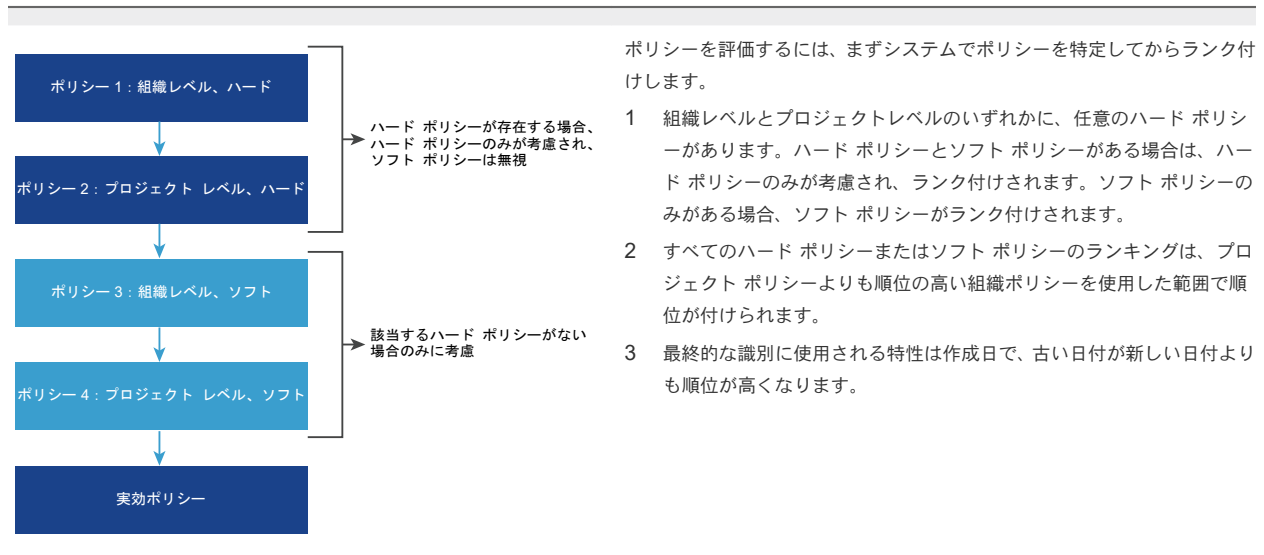 ポリシー 1：組織レベル、ハード
ポリシー 2：プロジェクト レベル、ハード
ハード ポリシーが存在する場合、
ハード ポリシーのみが考慮され、
ソフト ポリシーは無視
ポリシー 3：組織レベル、ソフト
ポリシー 4：プロジェクト レベル、ソフト
該当するハード ポリシーがない
場合のみに考慮
実効ポリシー
ポリシーを評価するには、まずシステムでポリシーを特定してからランク付
けします。
1 組織レベルとプロジェクトレベルのいずれかに、任意のハード ポリシ
ーがあります。ハード ポリシーとソフト ポリシーがある場合は、ハー
ド ポリシーのみが考慮され、ランク付けされます。ソフト ポリシーの
みがある場合、ソフト ポリシーがランク付けされます。
2 すべてのハード ポリシーまたはソフト ポリシーのランキングは、プロ
ジェクト ポリシーよりも順位の高い組織ポリシーを使用した範囲で順
位が付けられます。
3 最終的な識別に使用される特性は作成日で、古い日付が新しい日付より
も順位が高くなります。